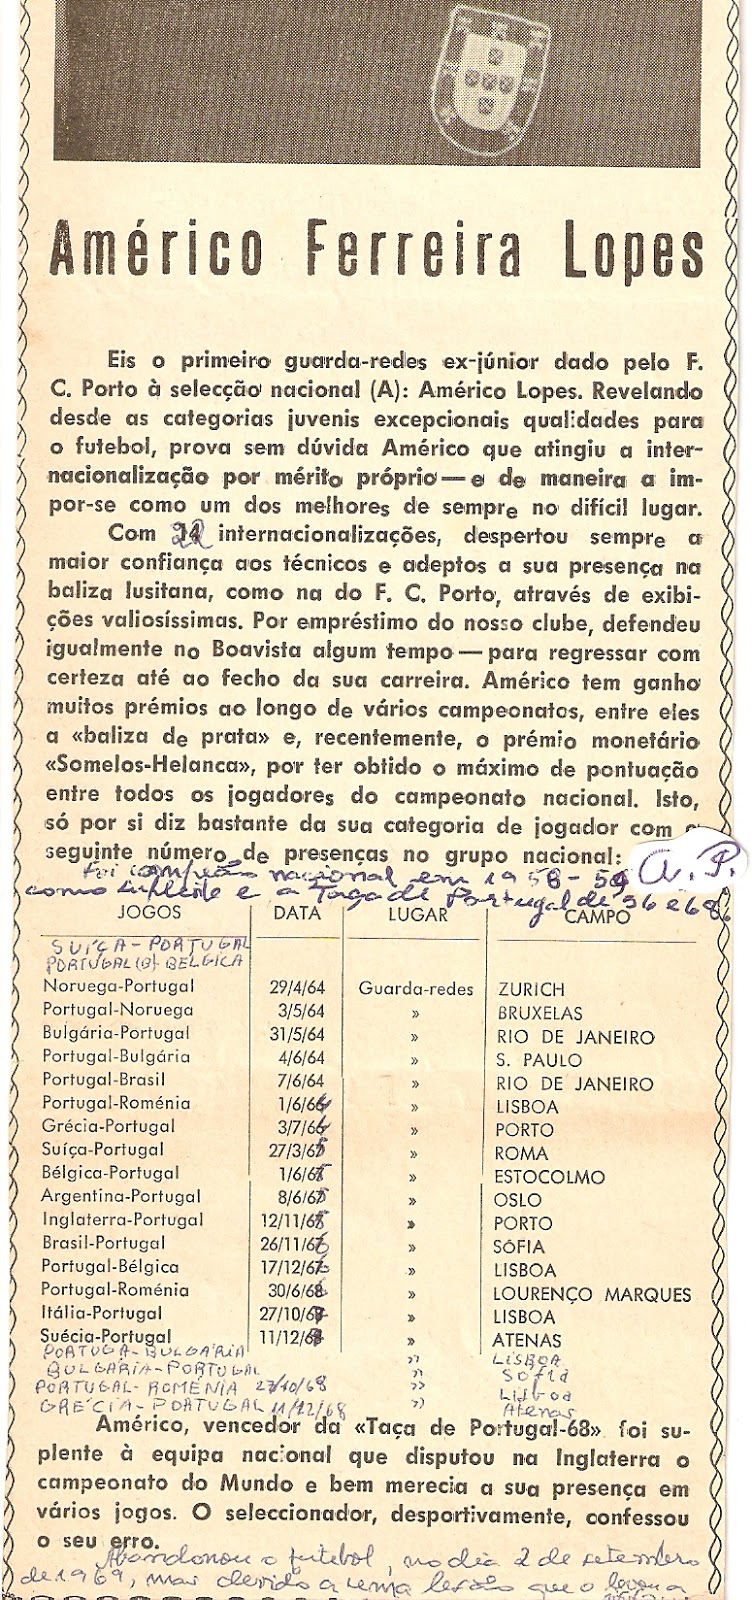 Américo Ferreira Lopes
Eis o primeiro guarda-redes ex-júnior dado pelo F.
C. Porto à selecção nacional (A): Américo Lopes. Revelando
desde as categorias juvenis excepcionais qualidades para
o futebol, prova sem dúvida Américo que atingiu a inter-
nacionalização por mérito próprio — e de maneira a im-
por-se como um dos melhores de sempre no difícil lugar.
Com 22 internacionalizações, despertou sempre a
maior confiança aos técnicos e adeptos a sua presença na
baliza lusitana, como na do F. C. Porto, através de exibi-
ções valiosíssimas. Por empréstimo do nosso clube, defendeu
igualmente no Boavista algum tempo — para regressar com
certeza até ao fecho da sua carreira. Américo tem ganho
muitos prémios ao longo de vários campeonatos, entre eles
a «baliza de prata» e, recentemente, o prémio monetário
«Somelos-Helanca», por ter obtido o máximo de pontuação
entre todos os jogadores do campeonato nacional. Isto,
só por si diz bastante da sua categoria de jogador com o
seguinte número de presenças no grupo nacional: A. P.
Foi campeão nacional em 1958-59
como suplente e a Taça de Portugal de 56 e 68
JOGOS DATA LUGAR CAMPO
SUÍÇA-PORTUGAL
PORTUGAL (B)-BELGICA
Noruega-Portugal 29/4/64 Guarda-redes ZURICH
Portugal-Noruega 3/5/64 » BRUXELAS
Bulgária-Portugal 31/5/64 » RIO DE JANEIRO
Portugal-Bulgária 4/6/64 » S. PAULO
Portugal-Brasil 7/6/64 » RIO DE JANEIRO
Portugal-Roménia 1/6/66 » LISBOA
Grécia-Portugal 3/7/66 » PORTO
Suíça-Portugal 27/3/6 » ROMA
Bélgica-Portugal 1/6/6 » ESTOCOLMO
Argentina-Portugal 8/6/6 » OSLO
Inglaterra-Portugal 12/11/6 » PORTO
Brasil-Portugal 26/11/6 » SÓFIA
Portugal-Bélgica 17/12/6 » LISBOA
Portugal-Roménia 30/6/68 » LOURENÇO MARQUES
Itália-Portugal 27/10/6 » LISBOA
Suécia-Portugal 11/12/6 » ATENAS
PORTUGA-BULGÁRIA » LISBOA
BULGÁRIA-PORTUGAL » Sofia
PORTUGAL-ROMÉNIA 27/10/68 » Lisboa
GRÉCIA-PORTUGAL 11/12/68 » Atenas
Américo, vencedor da «Taça de Portugal-68» foi su-
plente à equipa nacional que disputou na Inglaterra o
campeonato do Mundo e bem merecia a sua presença em
vários jogos. O seleccionador, desportivamente, confessou
o seu erro.
Abandonou o futebol, no dia 2 de setembro
de 1969, mas devido a uma lesão que o levou a